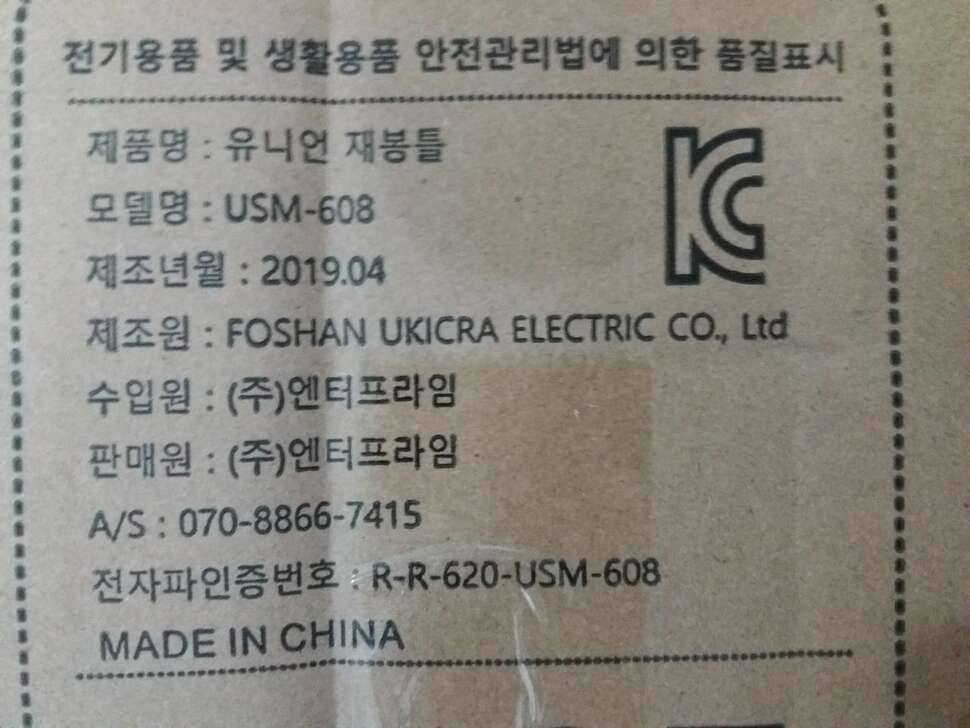 전기용품 및 생활용품 안전관리법에 의한 품질표시
제품명 : 유니언 재봉틀
모델명 : USM-608
제조년월 : 2019.04
제조원 : FOSHAN UKICRA ELECTRIC CO., Ltd
수입원 : (주)엔터프라임
판매원 : (주)엔터프라임
A/S : 070-8866-7415
전자파인증번호 : R-R-620-USM-608
MADE IN CHINA